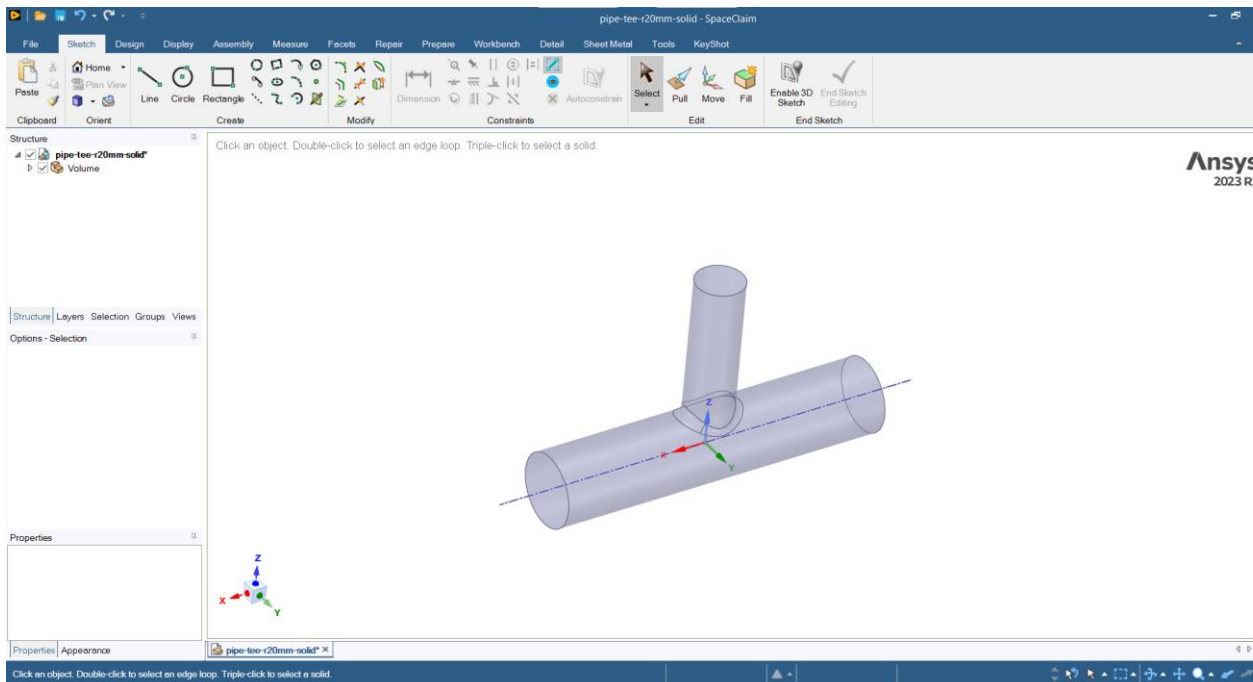 pipe-tee-r20mm-solid - SpaceClaim
File Sketch Design Display Assembly Measure Facets Repair Prepare Workbench Detail Sheet Metal Tools KeyShot
Paste
Home
Plan View
Line Circle Rectangle
Dimension
Autoconstrain
Select Pull Move Fill
Enable 3D Sketch
End Sketch Editing
Clipboard Orient Create Modify Constraints Edit End Sketch
Structure
pipe-tee-r20mm-solid*
Volume
Click an object. Double-click to select an edge loop. Triple-click to select a solid.
Ansys
2023 R
Structure Layers Selection Groups Views
Options - Selection
Z
X
Y
Properties
Z
X
Y
Properties Appearance
pipe-tee-r20mm-solid*
Click an object. Double-click to select an edge loop. Triple-click to select a solid.